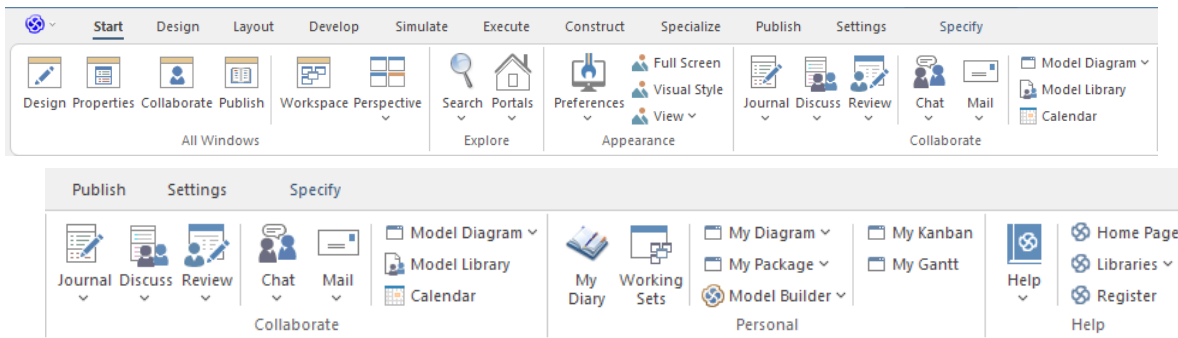 Start Design Layout Develop Simulate Execute Construct Specialize Publish Settings Specify
Design Properties Collaborate Publish Workspace Perspective Search Portals Preferences Full Screen Journal Discuss Review Chat Mail Model Diagram
Visual Style Model Library
View Calendar
All Windows Explore Appearance Collaborate
Publish Settings Specify
Journal Discuss Review Chat Mail Model Diagram My Diary Working Sets My Diagram My Kanban Help Home Page
Model Library My Package My Gantt Libraries
Calendar Model Builder Register
Collaborate Personal Help